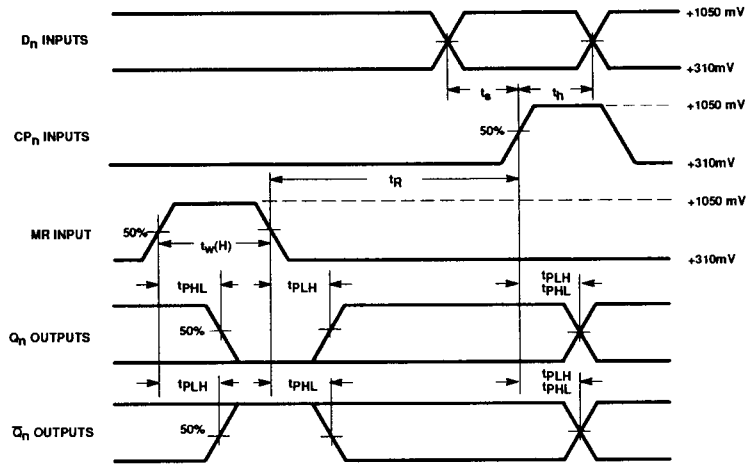 Dn INPUTS
+1050 mV
+310mV
ts
th
CPn INPUTS
50%
+1050 mV
+310mV
tR
MR INPUT
50%
tw(H)
+1050 mV
+310mV
tPHL
tPLH
tPLH
tPHL
Qn OUTPUTS
50%
tPLH
tPHL
tPLH
tPHL
Q̅n OUTPUTS
50%